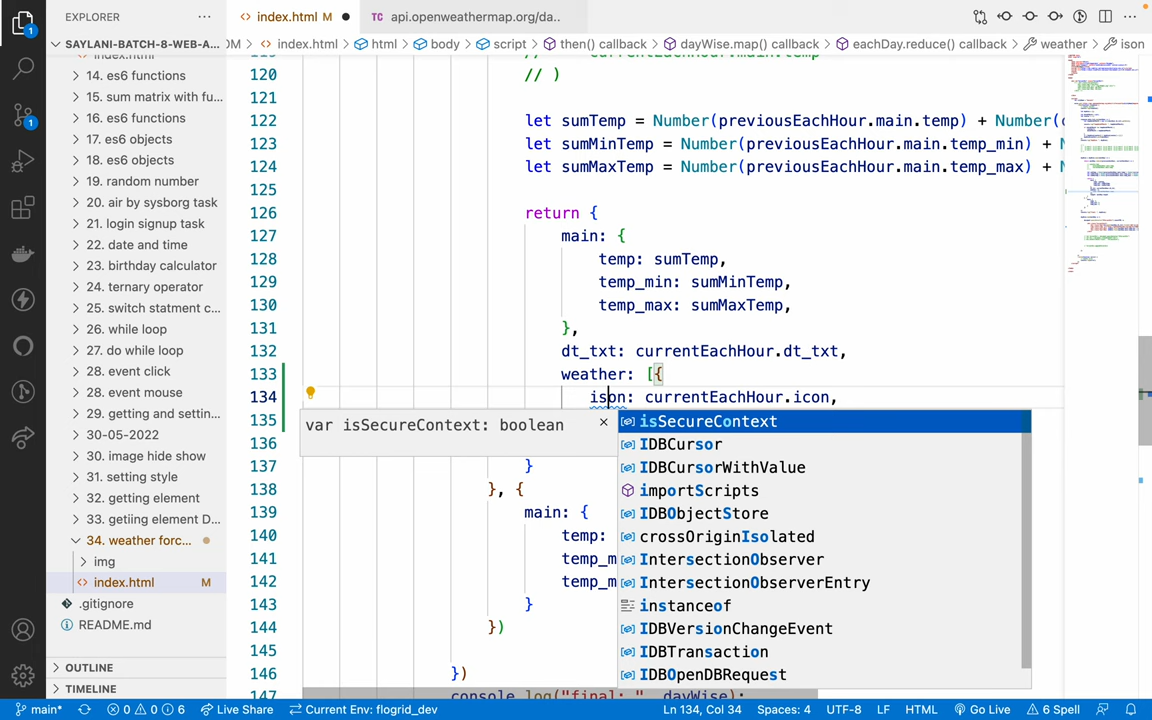 EXPLORER
index.html M
TC api.openweathermap.org/da..
SAYLANI-BATCH-8-WEB-A...
OM > index.html > html > body > script > then() callback > dayWise.map() callback > eachDay.reduce() callback > weather > ison
1
1
14. es6 functions
15. sum matrix with fu...
16. es6 functions
17. es6 objects
18. es6 objects
19. random number
20. air by sysborg task
21. login signup task
22. date and time
23. birthday calculator
24. ternary operator
25. switch statment c...
26. while loop
27. do while loop
28. event click
28. event mouse
29. getting and settin...
30-05-2022
30. image hide show
31. setting style
32. getting element
33. getiing element D...
34. weather forc...
img
index.html M
.gitignore
README.md
OUTLINE
TIMELINE
120 // )
121
122 let sumTemp = Number(previousEachHour.main.temp) + Number(
123 let sumMinTemp = Number(previousEachHour.main.temp_min) +
124 let sumMaxTemp = Number(previousEachHour.main.temp_max) +
125
126 return {
127 main: {
128 temp: sumTemp,
129 temp_min: sumMinTemp,
130 temp_max: sumMaxTemp,
131 },
132 dt_txt: currentEachHour.dt_txt,
133 weather: [{
134 ison: currentEachHour.icon,
135
136
137 }
138 }, {
139 main: {
140 temp:
141 temp_m
142 temp_m
143 }
144 })
145
146 })
147 console.log("final: ", dayWise);
var isSecureContext: boolean ×
isSecureContext
IDBCursor
IDBCursorWithValue
importScripts
IDBObjectStore
crossOriginIsolated
IntersectionObserver
IntersectionObserverEntry
instanceof
IDBVersionChangeEvent
IDBTransaction
IDBOpenDBRequest
main* 0 0 6 Live Share Current Env: flogrid_dev Ln 134, Col 34 Spaces: 4 UTF-8 LF HTML Go Live 6 Spell